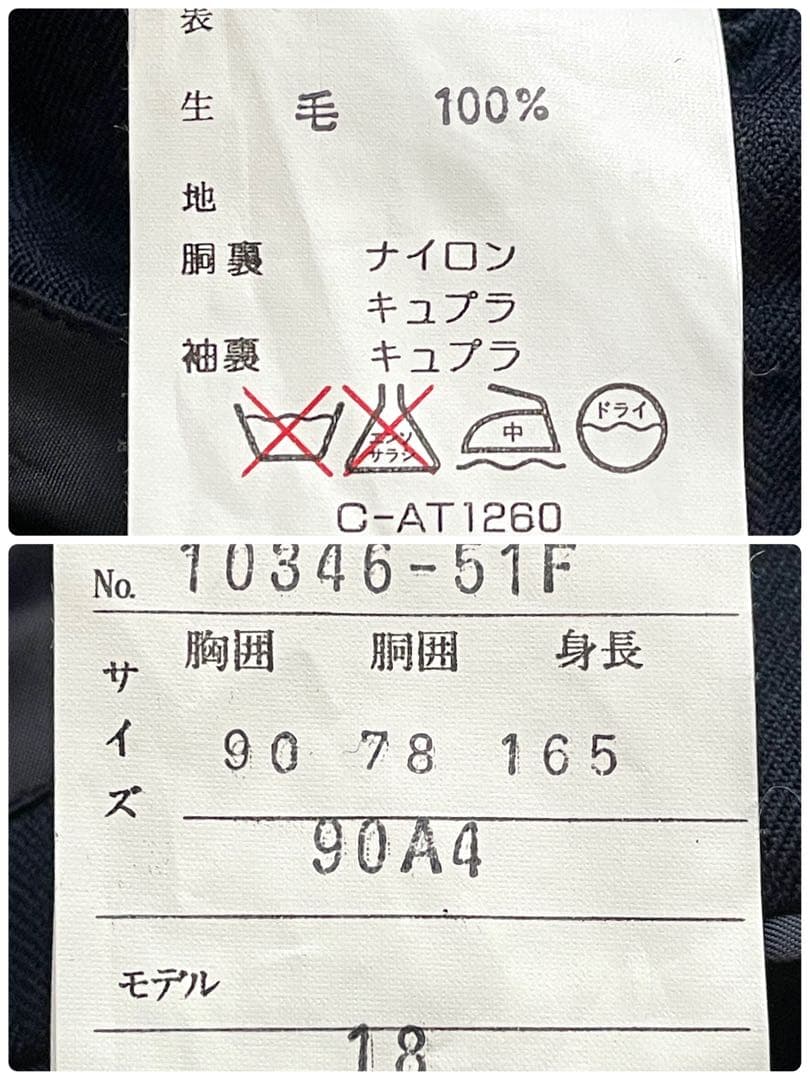 表
生 毛 100%
地
胴裏 ナイロン
キュプラ
袖裏 キュプラ
エンソ
サラシ
中
ドライ
C-AT1260
No. 10346-51F
サイズ
胸囲 胴囲 身長
90 78 165
90A4
モデル
18